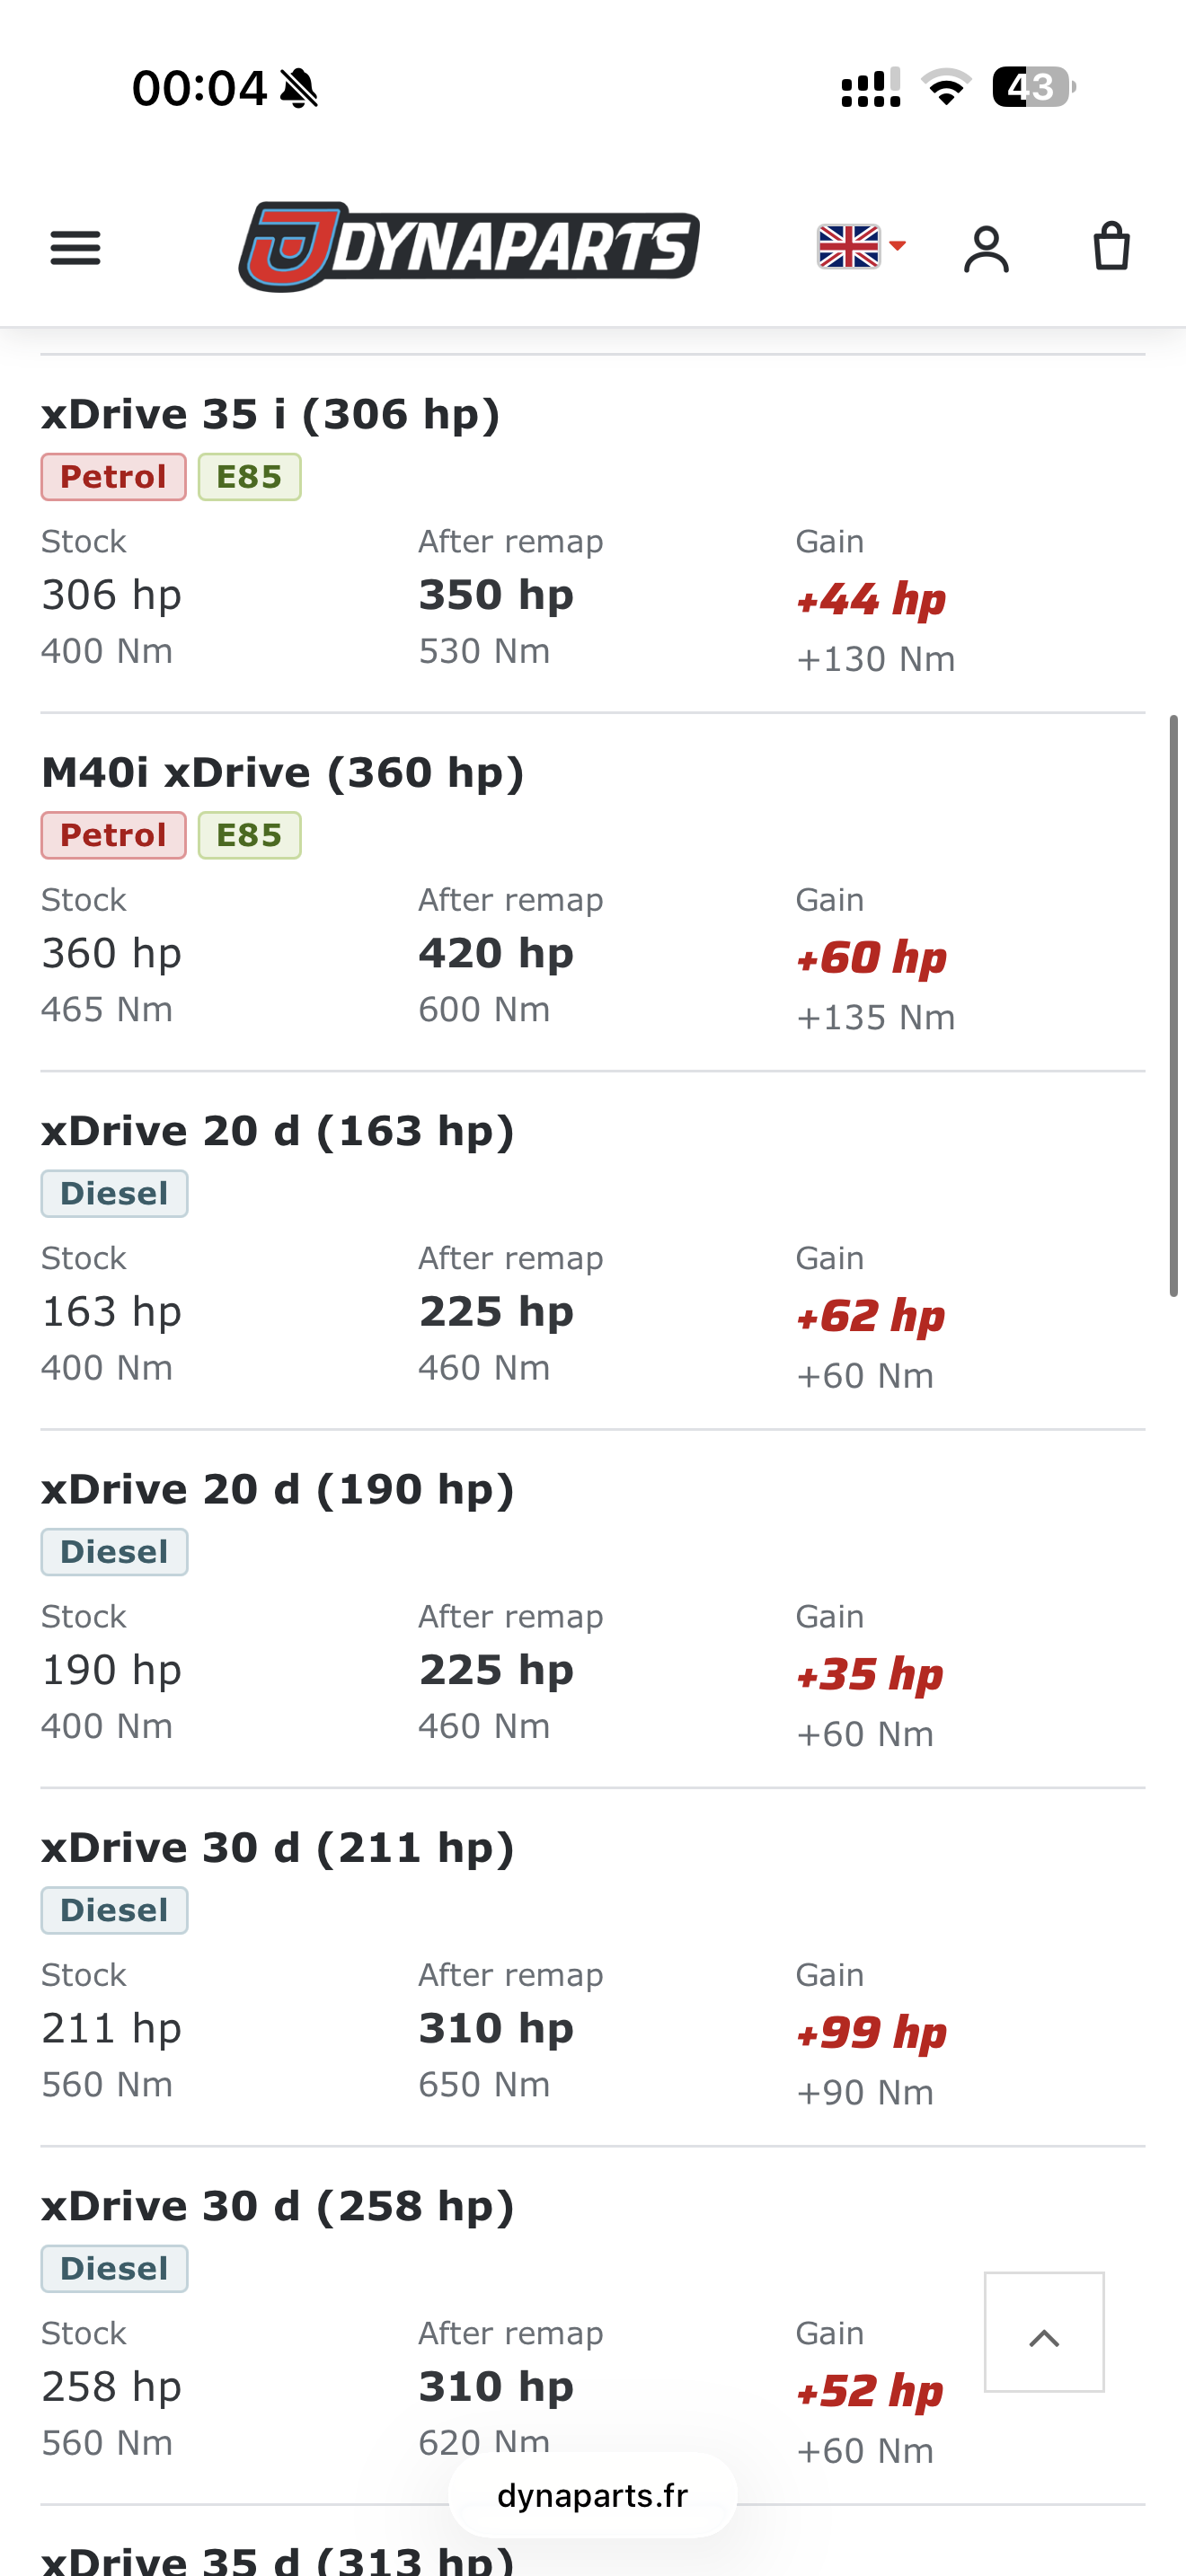 00:04
43
DYNAPARTS
xDrive 35 i (306 hp)
Petrol E85
Stock After remap Gain
306 hp 350 hp +44 hp
400 Nm 530 Nm +130 Nm
M40i xDrive (360 hp)
Petrol E85
Stock After remap Gain
360 hp 420 hp +60 hp
465 Nm 600 Nm +135 Nm
xDrive 20 d (163 hp)
Diesel
Stock After remap Gain
163 hp 225 hp +62 hp
400 Nm 460 Nm +60 Nm
xDrive 20 d (190 hp)
Diesel
Stock After remap Gain
190 hp 225 hp +35 hp
400 Nm 460 Nm +60 Nm
xDrive 30 d (211 hp)
Diesel
Stock After remap Gain
211 hp 310 hp +99 hp
560 Nm 650 Nm +90 Nm
xDrive 30 d (258 hp)
Diesel
Stock After remap Gain
258 hp 310 hp +52 hp
560 Nm 620 Nm +60 Nm
dynaparts.fr
xDrive 35 d (313 hp)